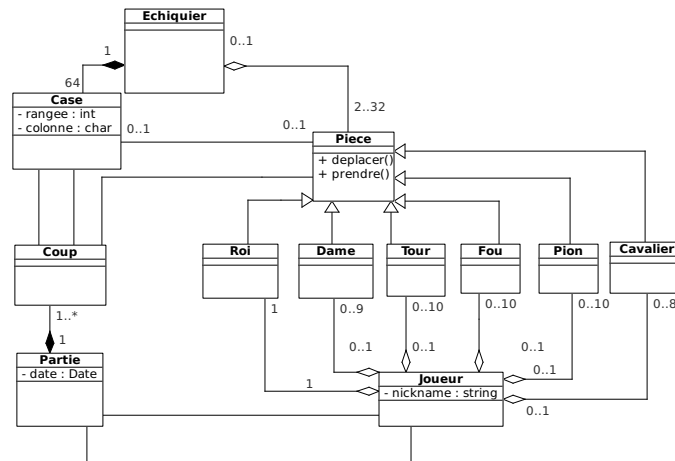 Echiquier
1
0..1
64
2..32
Case
- rangee : int
- colonne : char
0..1
0..1
Piece
+ deplacer()
+ prendre()
Coup
Roi
Dame
Tour
Fou
Pion
Cavalier
1..*
1
0..9
0..10
0..10
0..10
0..8
1
0..1
0..1
0..1
Partie
- date : Date
0..1
1
Joueur
- nickname : string
0..1